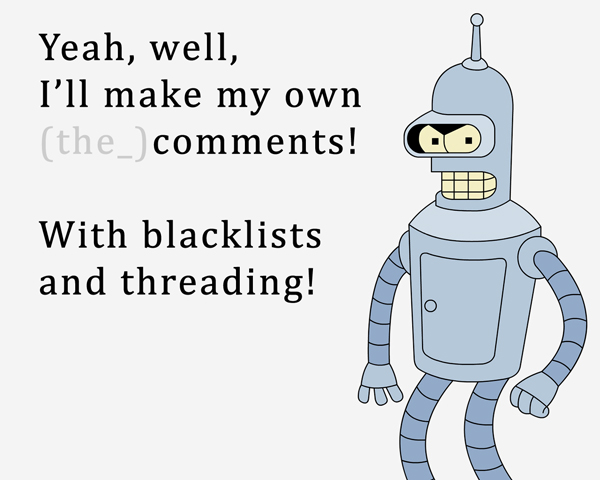 Yeah, well,
I’ll make my own
(the_)comments!
With blacklists
and threading!